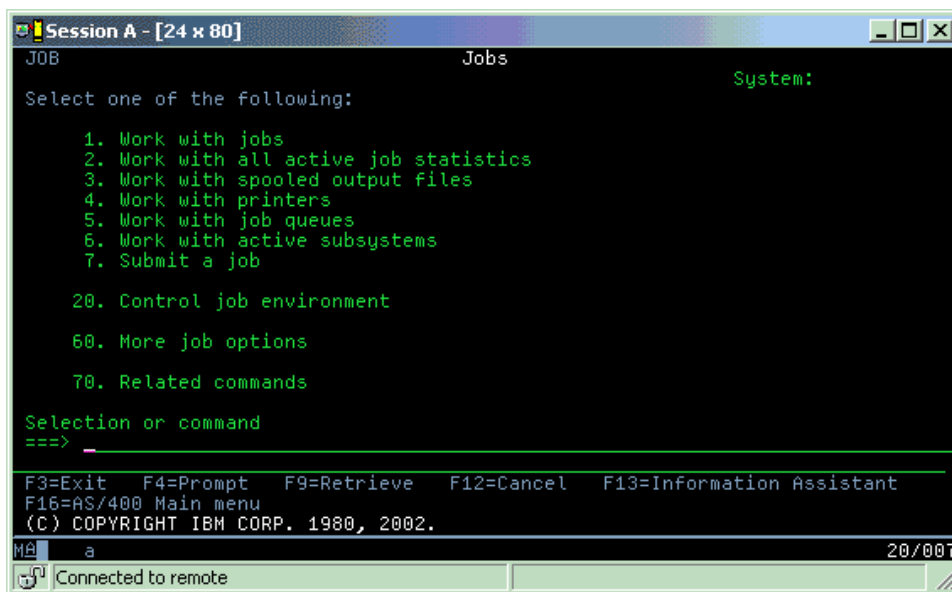 Session A - [24 x 80]
JOB Jobs
System:
Select one of the following:
1. Work with jobs
2. Work with all active job statistics
3. Work with spooled output files
4. Work with printers
5. Work with job queues
6. Work with active subsystems
7. Submit a job
20. Control job environment
60. More job options
70. Related commands
Selection or command
===>
F3=Exit F4=Prompt F9=Retrieve F12=Cancel F13=Information Assistant
F16=AS/400 Main menu
(C) COPYRIGHT IBM CORP. 1980, 2002.
MA a 20/007
Connected to remote